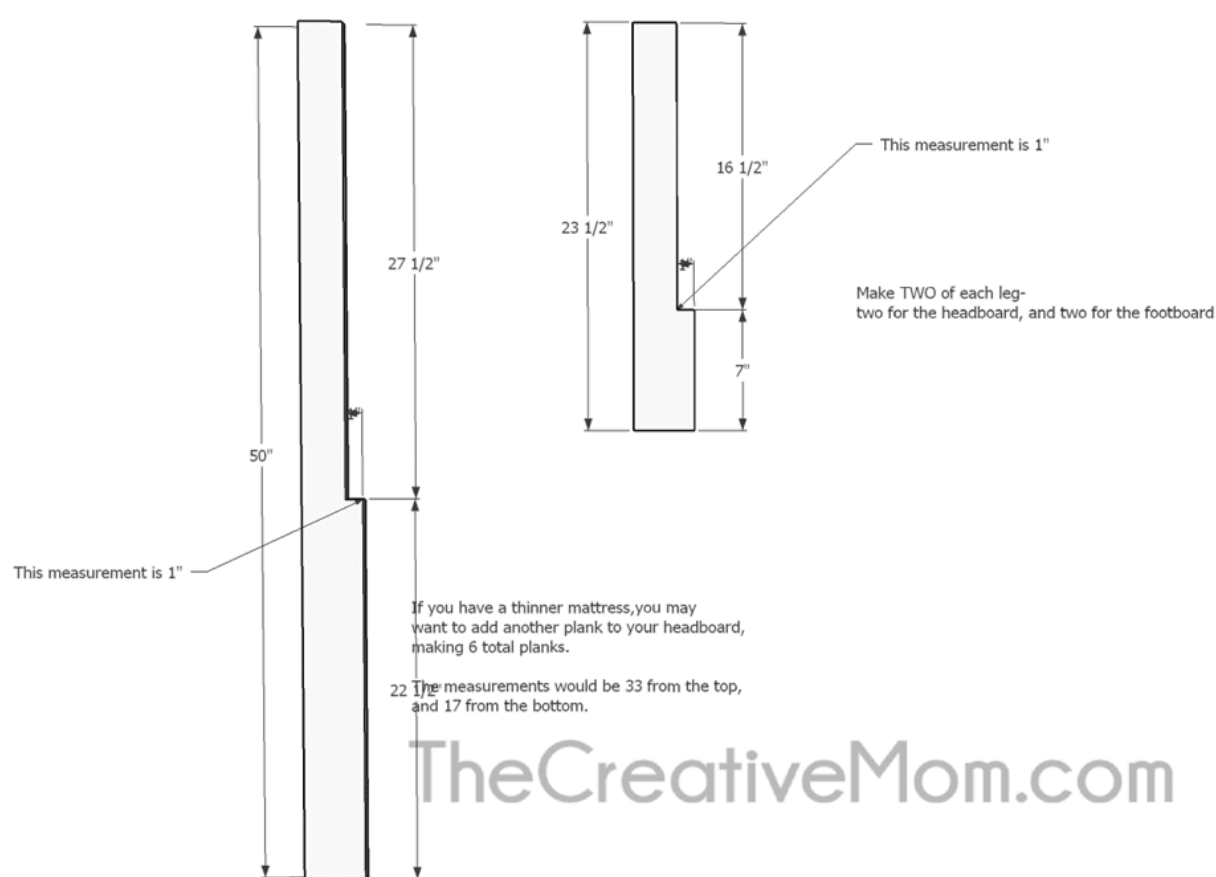 50"
27 1/2"
22 1/2"
This measurement is 1"
23 1/2"
16 1/2"
7"
This measurement is 1"
Make TWO of each leg-
two for the headboard, and two for the footboard
If you have a thinner mattress,you may
want to add another plank to your headboard,
making 6 total planks.
The measurements would be 33 from the top,
and 17 from the bottom.
TheCreativeMom.com